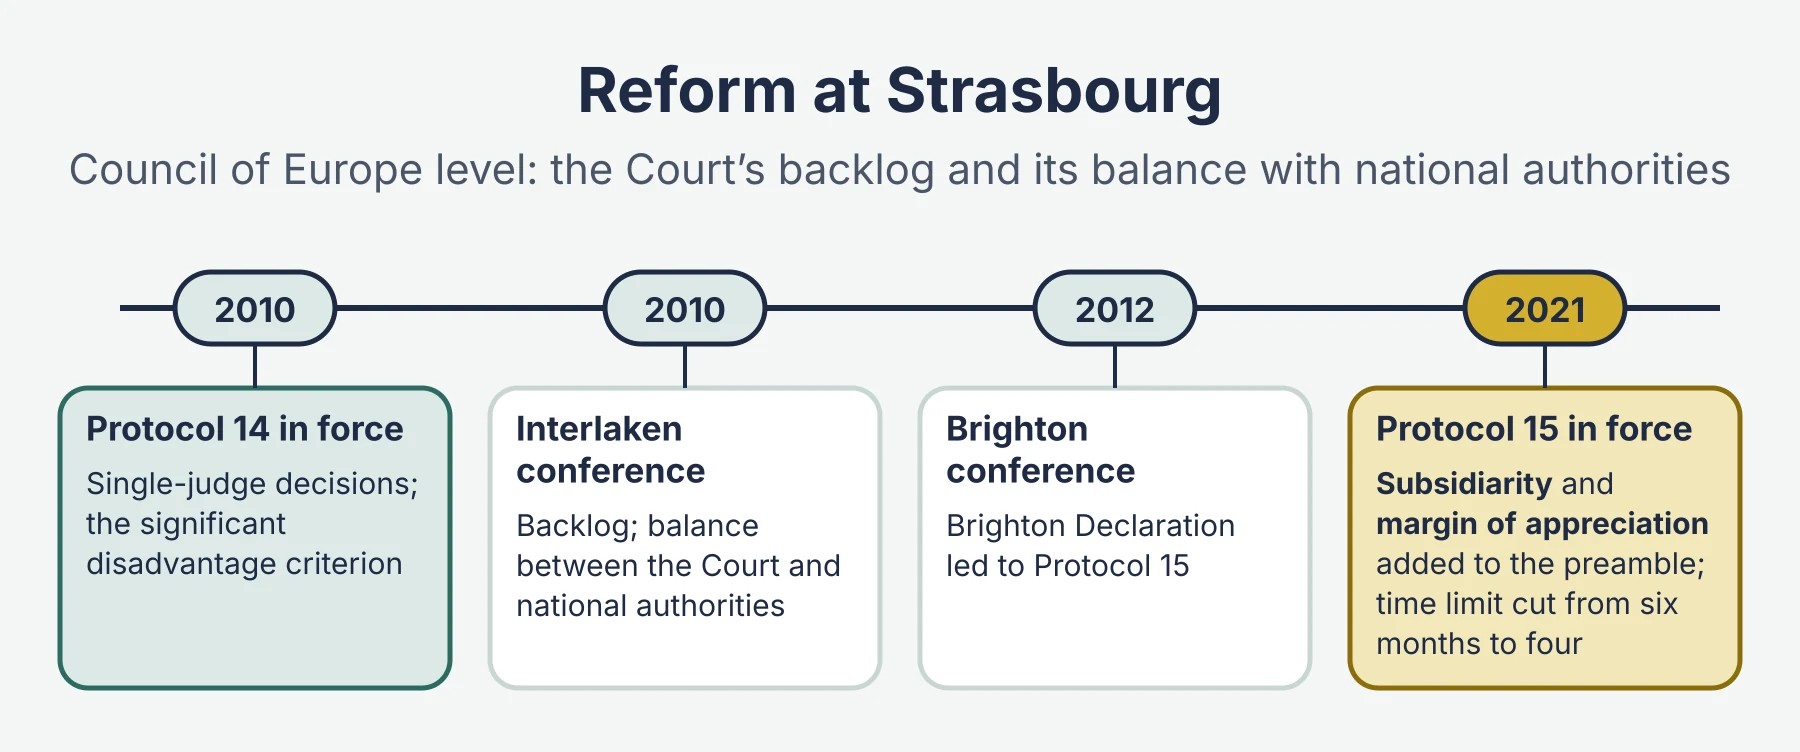 Reform at Strasbourg
Council of Europe level: the Court’s backlog and its balance with national authorities
2010
Protocol 14 in force
Single-judge decisions;
the significant
disadvantage criterion
2010
Interlaken
conference
Backlog; balance
between the Court and
national authorities
2012
Brighton
conference
Brighton Declaration
led to Protocol 15
2021
Protocol 15 in force
Subsidiarity and
margin of appreciation
added to the preamble;
time limit cut from six
months to four